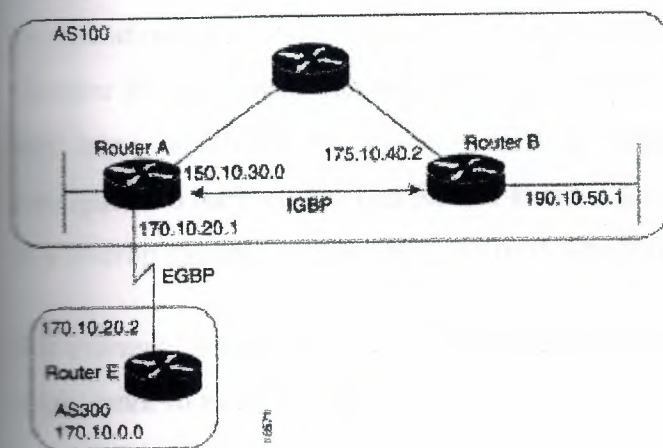 AS100
Router A
175.10.40.2
Router B
150.10.30.0
IGBP
190.10.50.1
170.10.20.1
EGBP
170.10.20.2
Router E
AS300
170.10.0.0